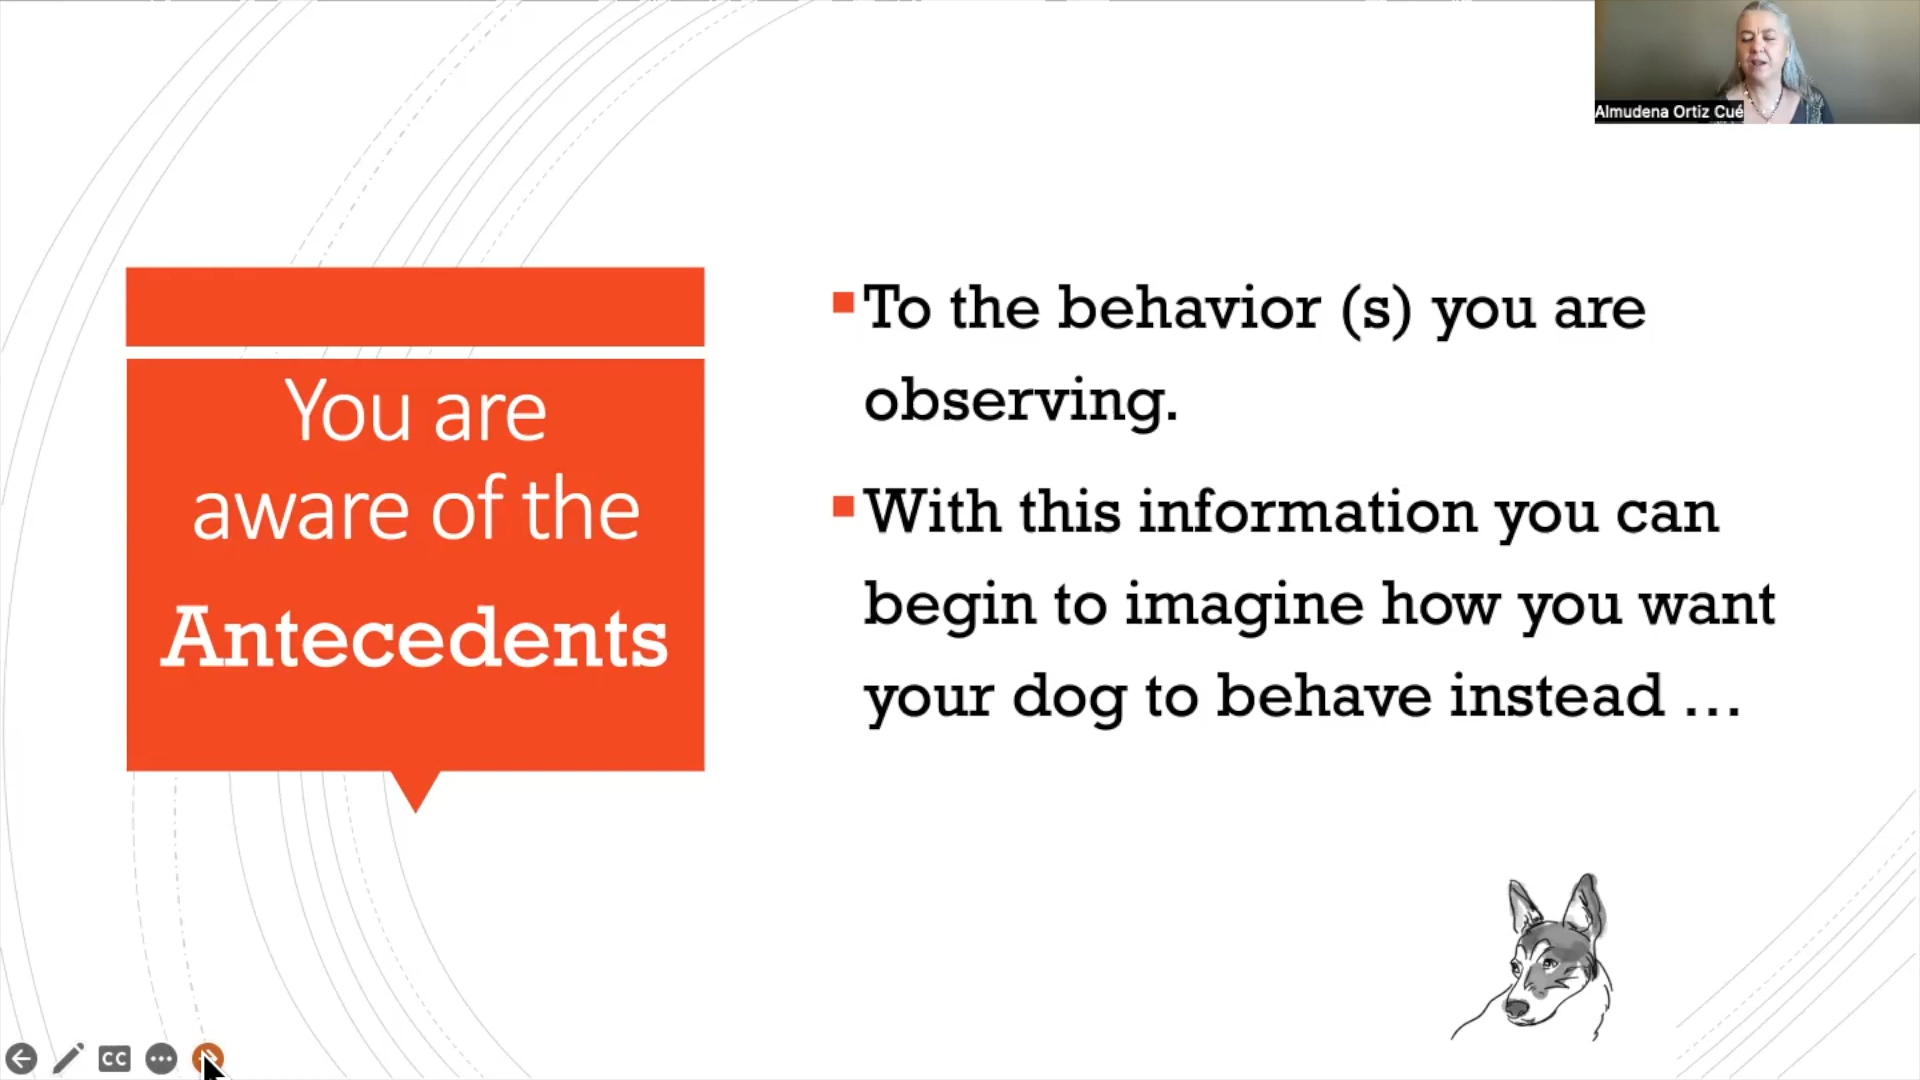 Almudena Ortiz Cué
You are
aware of the
Antecedents
To the behavior (s) you are
observing.
With this information you can
begin to imagine how you want
your dog to behave instead …
CC